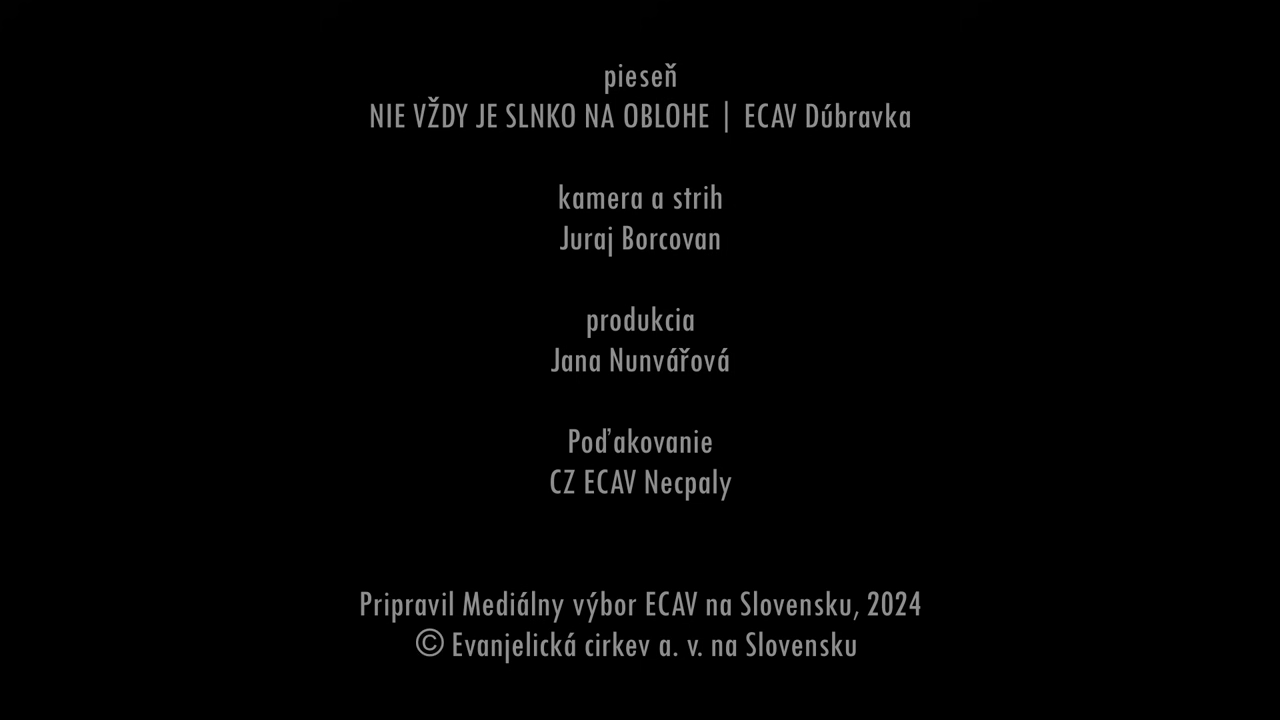 pieseň
NIE VŽDY JE SLNKO NA OBLOHE | ECAV Dúbravka
kamera a strih
Juraj Borcovan
produkcia
Jana Nunvářová
Poďakovanie
CZ ECAV Necpaly
Pripravil Mediálny výbor ECAV na Slovensku, 2024
© Evanjelická cirkev a. v. na Slovensku